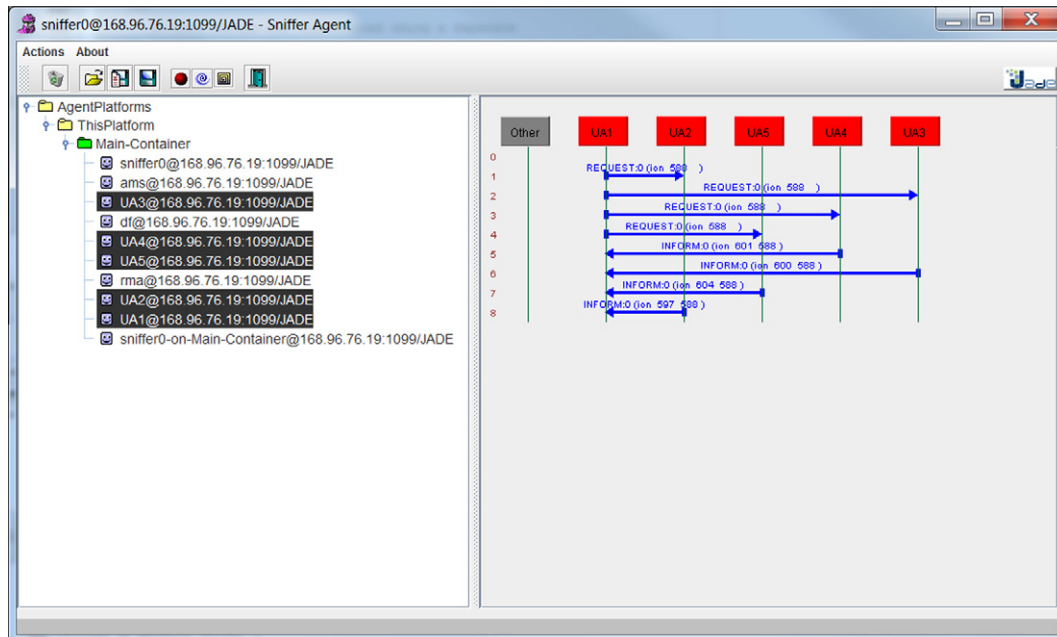 sniffer0@168.96.76.19:1099/JADE - Sniffer Agent
Actions About
Jade
AgentPlatforms
ThisPlatform
Main-Container
sniffer0@168.96.76.19:1099/JADE
ams@168.96.76.19:1099/JADE
UA3@168.96.76.19:1099/JADE
df@168.96.76.19:1099/JADE
UA4@168.96.76.19:1099/JADE
UA5@168.96.76.19:1099/JADE
rma@168.96.76.19:1099/JADE
UA2@168.96.76.19:1099/JADE
UA1@168.96.76.19:1099/JADE
sniffer0-on-Main-Container@168.96.76.19:1099/JADE
Other UA1 UA2 UA5 UA4 UA3
0
1 REQUEST:0 (ion 588 )
2 REQUEST:0 (ion 588 )
3 REQUEST:0 (ion 588 )
4 REQUEST:0 (ion 588 )
5 INFORM:0 (ion 601 588 )
6 INFORM:0 (ion 600 588 )
7 INFORM:0 (ion 604 588 )
8 INFORM:0 (ion 597 588 )